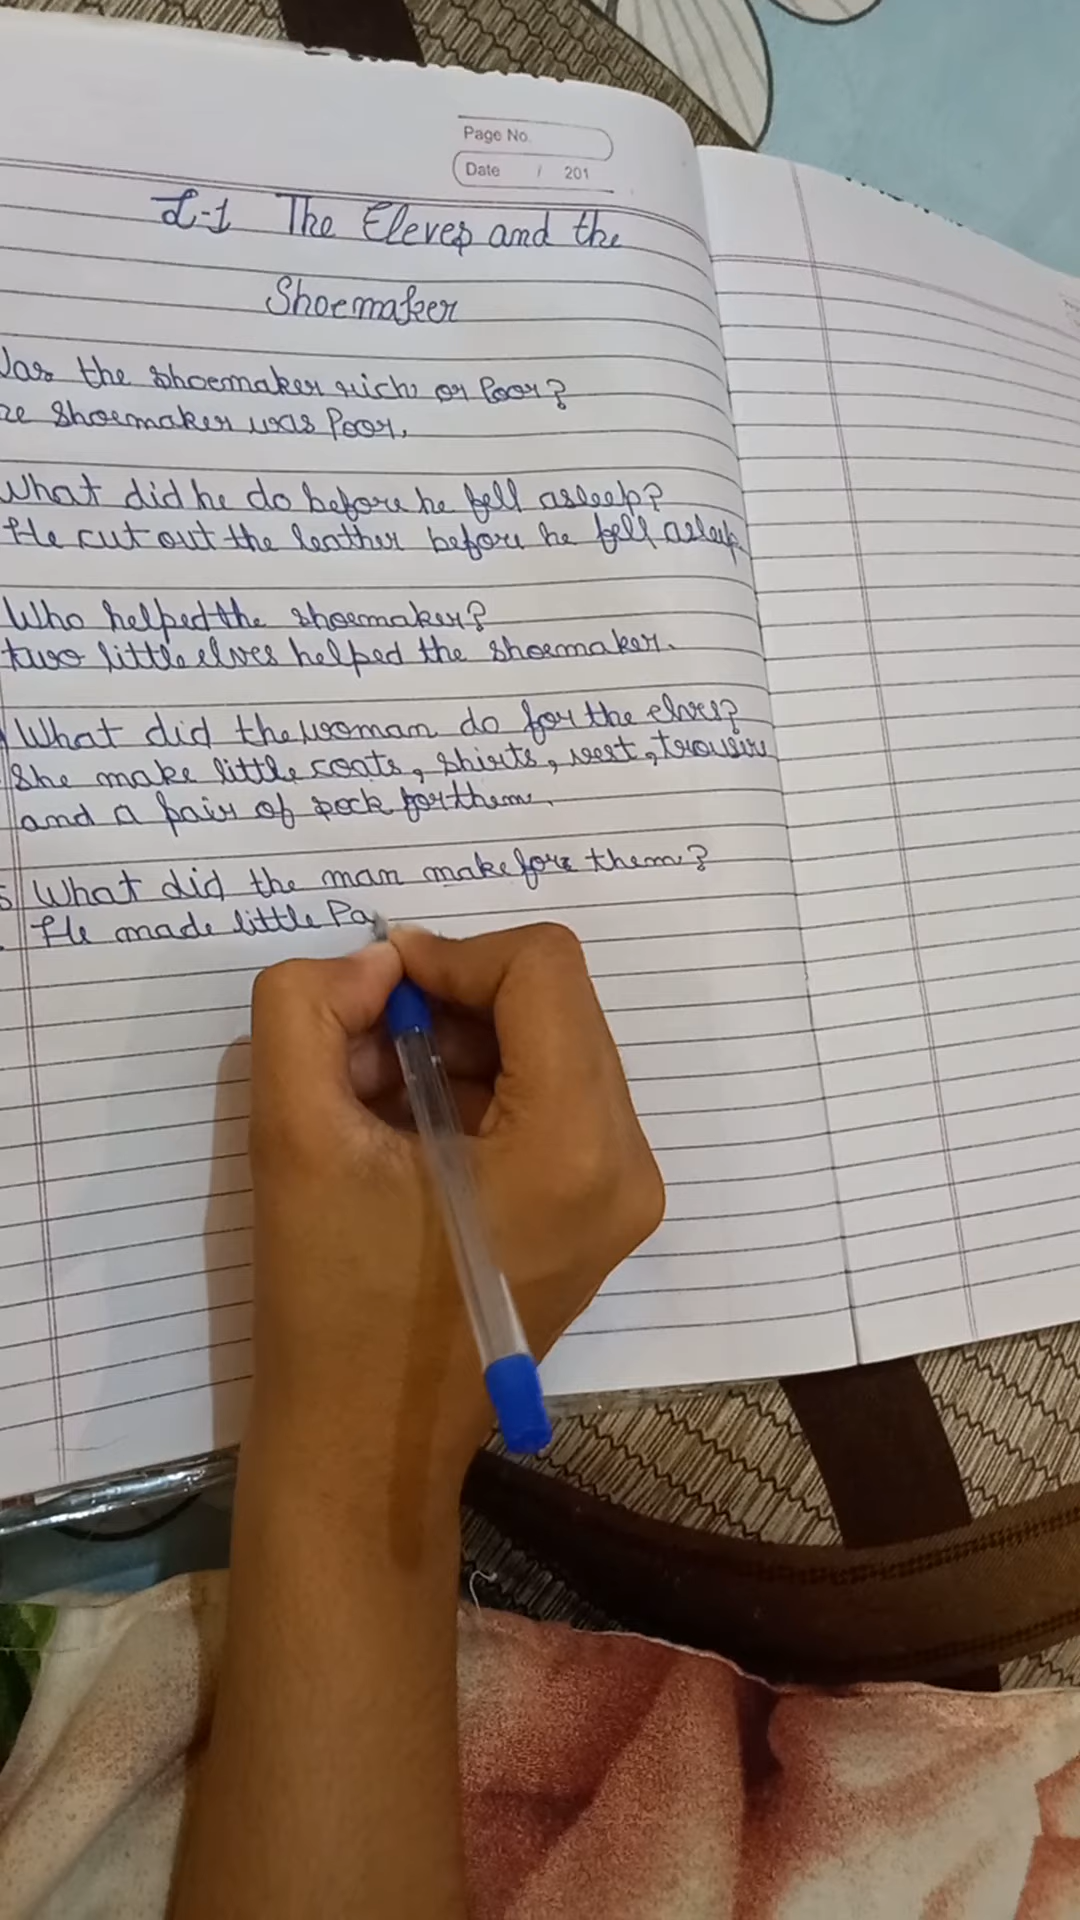 Page No.
Date / 201
L-1 The Eleves and the
Shoemaker
the shoemaker rich or Poor?
Shoemaker was Poor.
What did he do before he fell asleep?
He cut out the leather before he fell asleep.
Who helped the shoemaker?
two little elves helped the shoemaker.
What did the woman do for the elves?
She make little coats, shirts, vest, trousers
and a pair of sock for them.
5 What did the man make for them?
He made little Pa